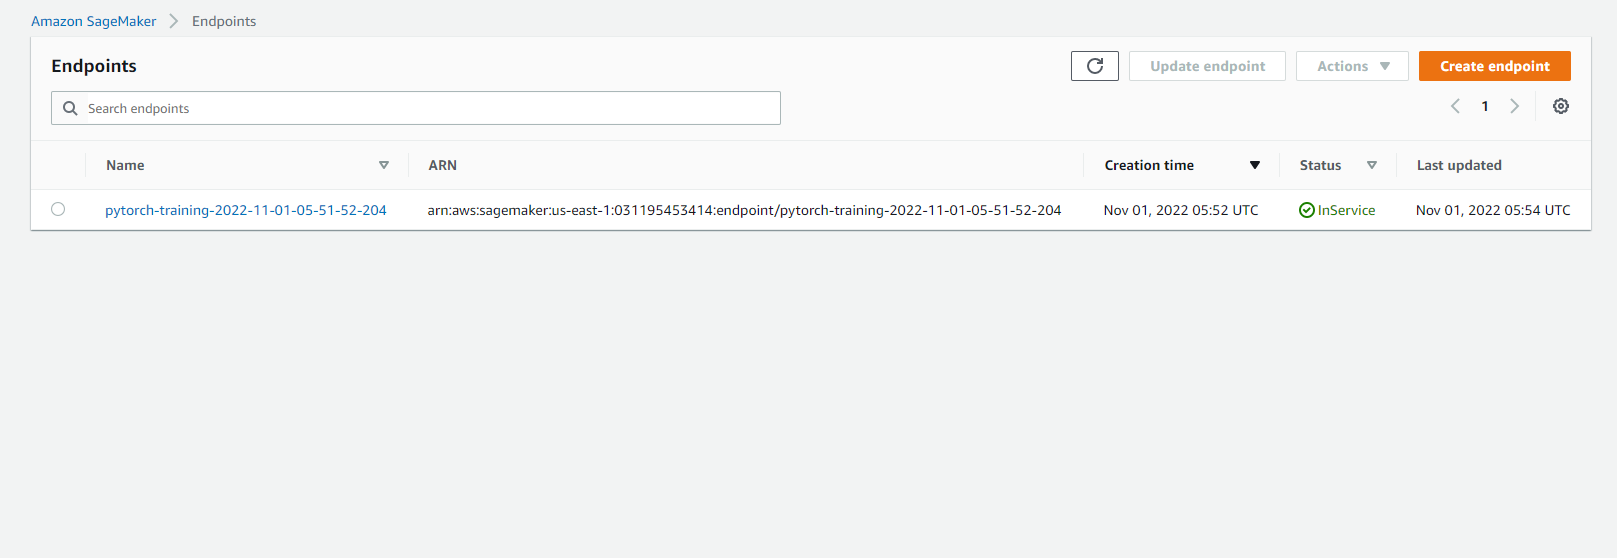 Amazon SageMaker Endpoints
Endpoints Update endpoint Actions Create endpoint
Search endpoints 1
Name ARN Creation time Status Last updated
pytorch-training-2022-11-01-05-51-52-204 arn:aws:sagemaker:us-east-1:031195453414:endpoint/pytorch-training-2022-11-01-05-51-52-204 Nov 01, 2022 05:52 UTC InService Nov 01, 2022 05:54 UTC